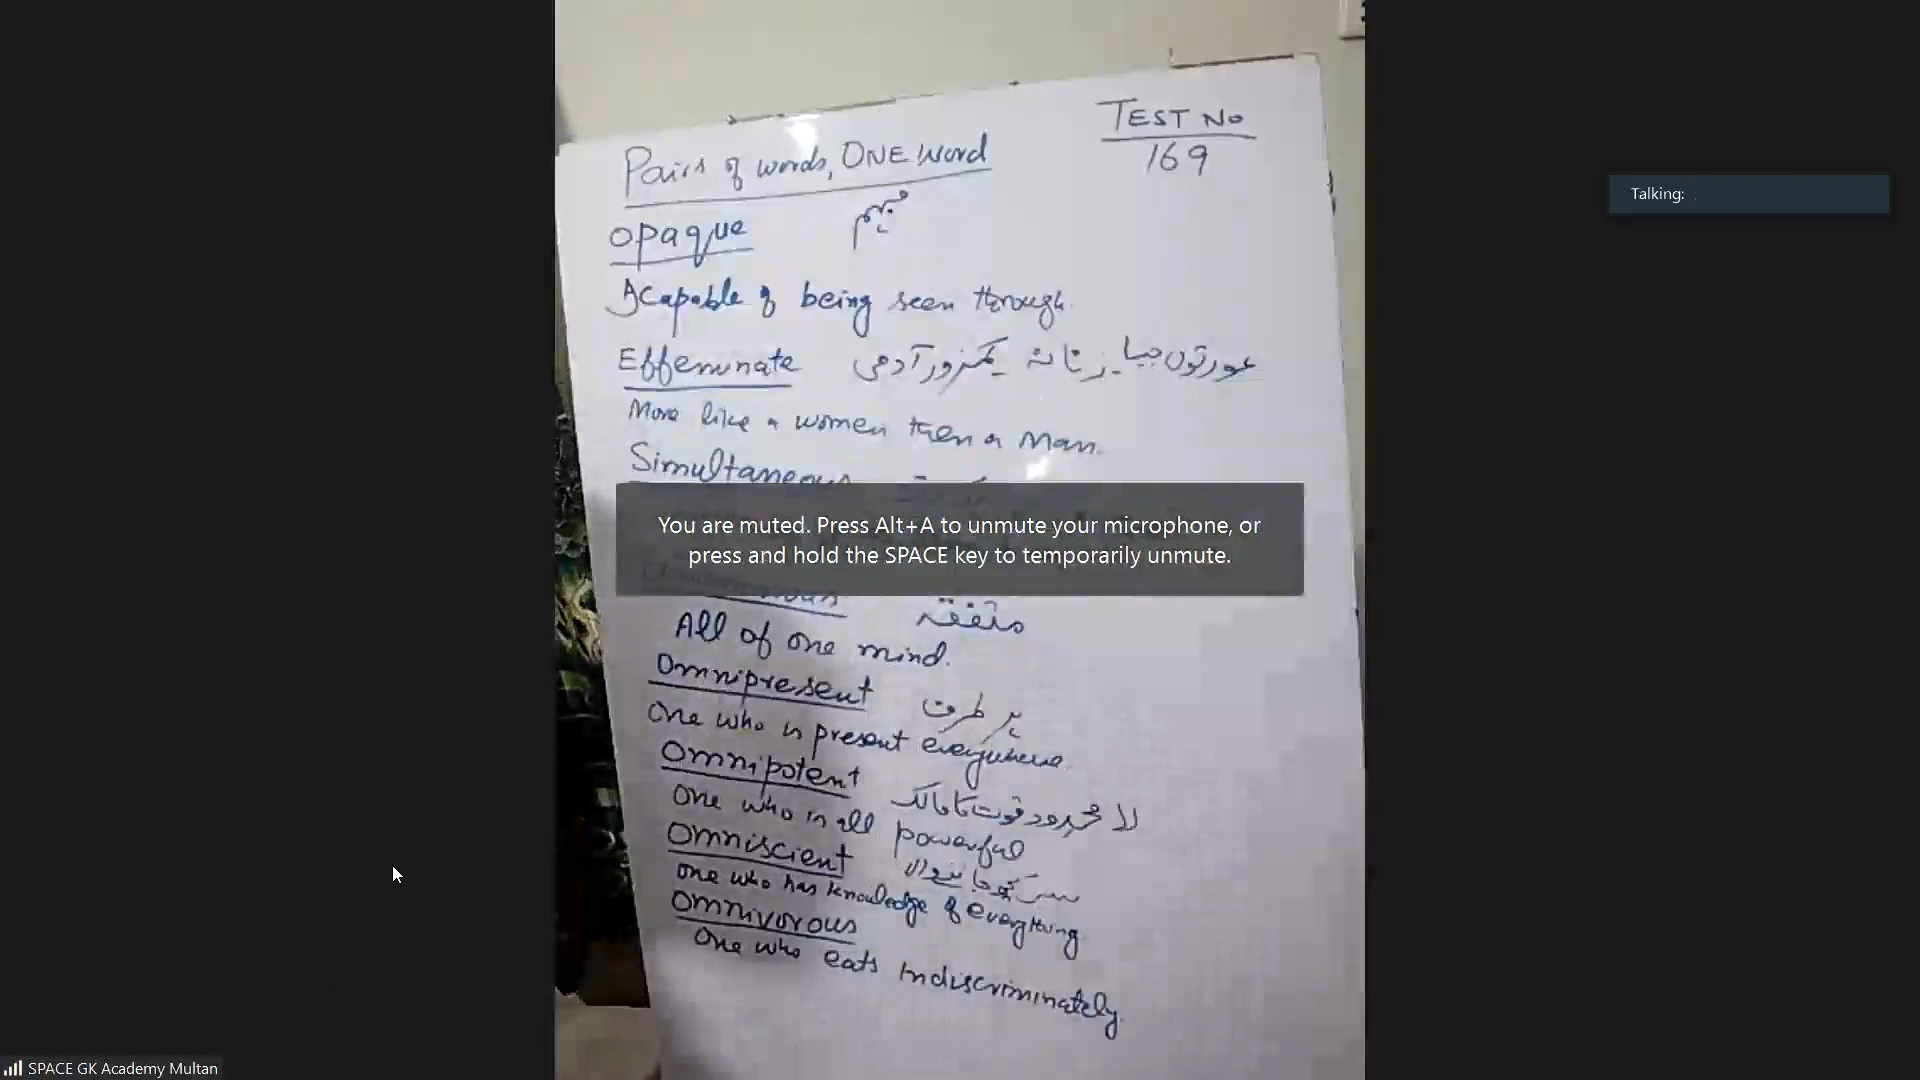 TEST NO
169
Pairs of words, ONE Word
opaque مبہم
capable of being seen through.
Effeminate عورتوں جیسا۔ زنانہ کمزور آدمی
More like a women then a Man.
Simultaneous
You are muted. Press Alt+A to unmute your microphone, or
press and hold the SPACE key to temporarily unmute.
متفقہ
All of one mind.
Omnipresent ہر طرف
One who is present everywhere.
Omnipotent لا محدود قوت کا مالک
One who is all powerful
Omniscient سب کچھ جاننے والا
One who has knowledge of everything
Omnivorous
One who eats indiscriminately.
Talking:
SPACE GK Academy Multan